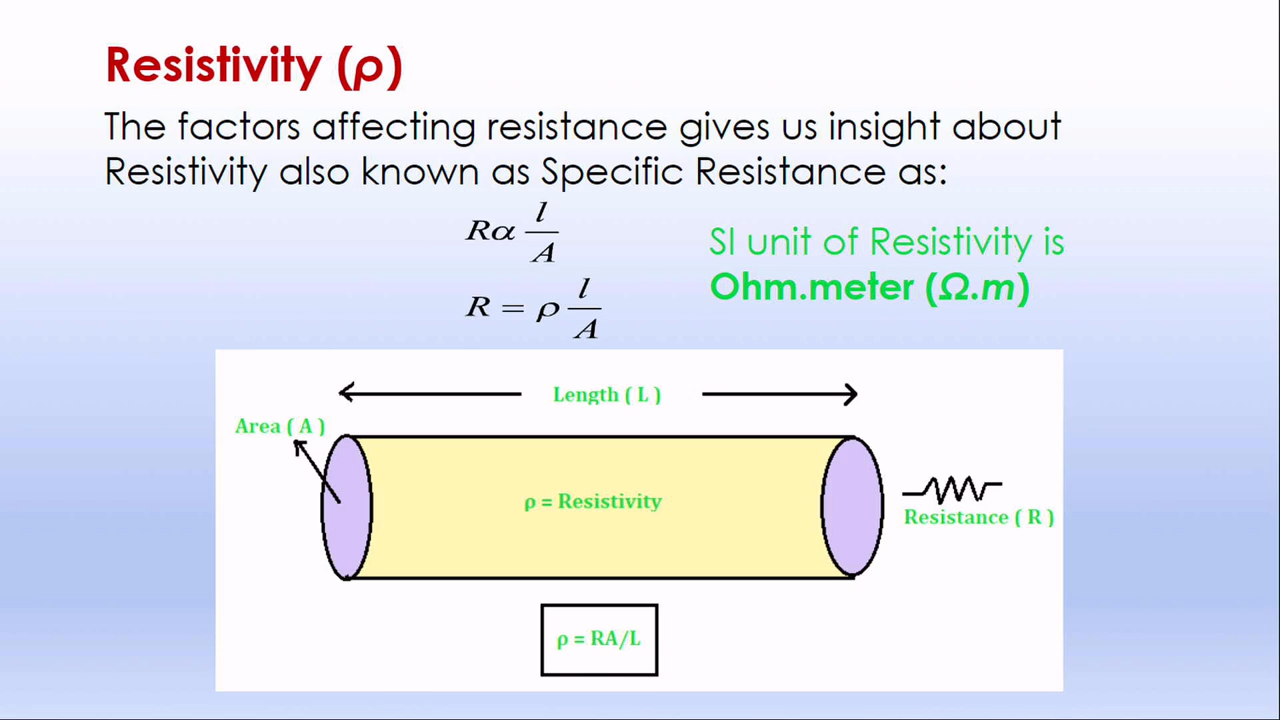 Resistivity (ρ)
The factors affecting resistance gives us insight about
Resistivity also known as Specific Resistance as:
Rα l/A
R = ρ l/A
SI unit of Resistivity is
Ohm.meter (Ω.m)
Length ( L )
Area ( A )
ρ = Resistivity
Resistance ( R )
ρ = RA/L